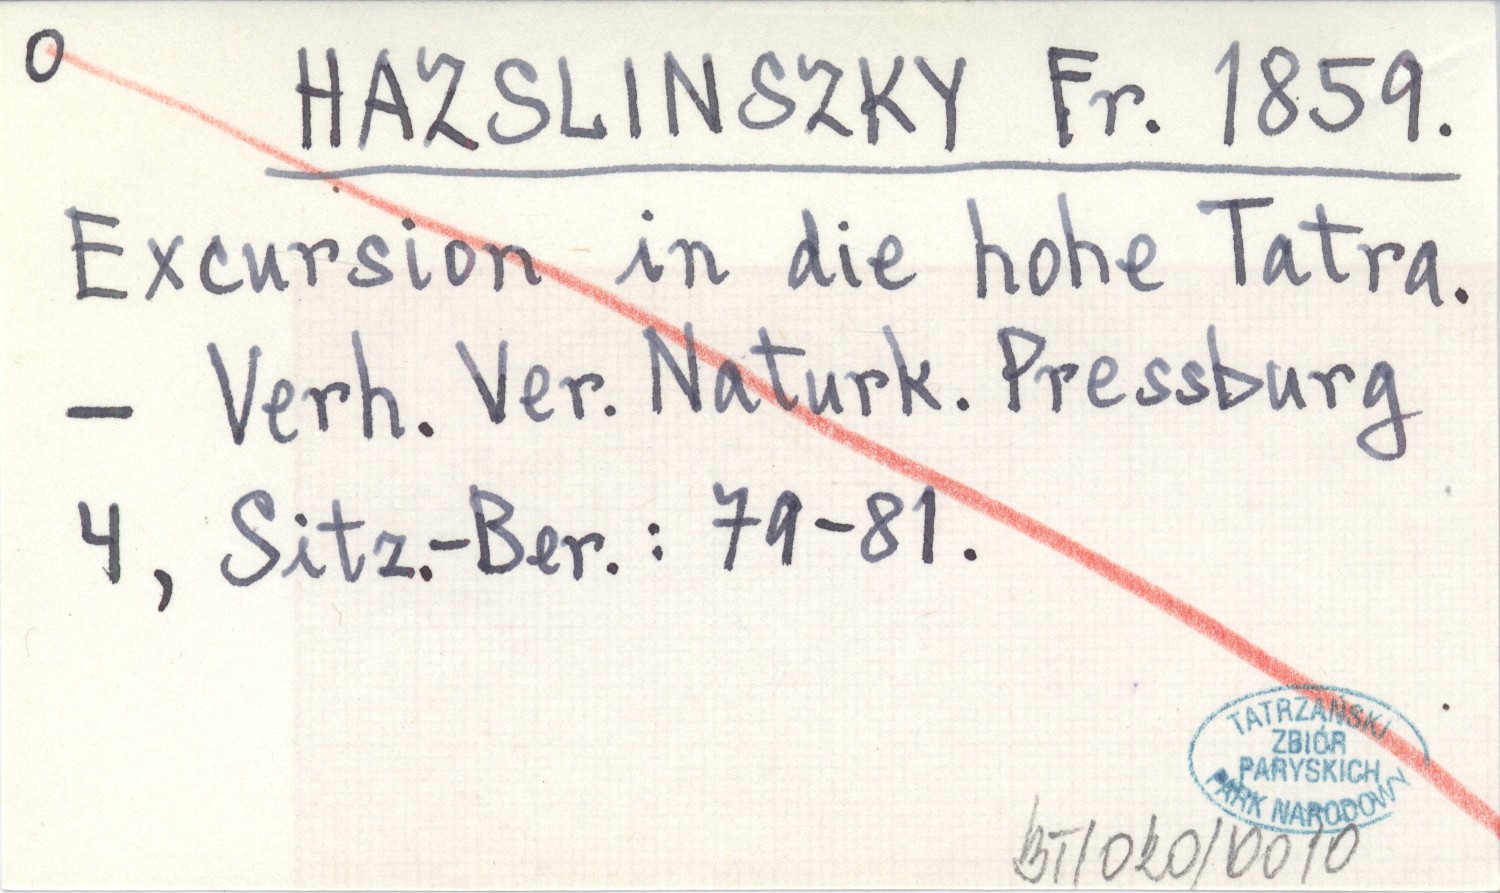 O
HAZSLINSZKY Fr. 1859.
Excursion in die hohe Tatra.
— Verh. Ver. Naturk. Pressburg
4, Sitz.-Ber.: 79-81.
TATRZAŃSKI
ZBIÓR
PARYSKICH
PARK NARODOWY
BT/020/0010